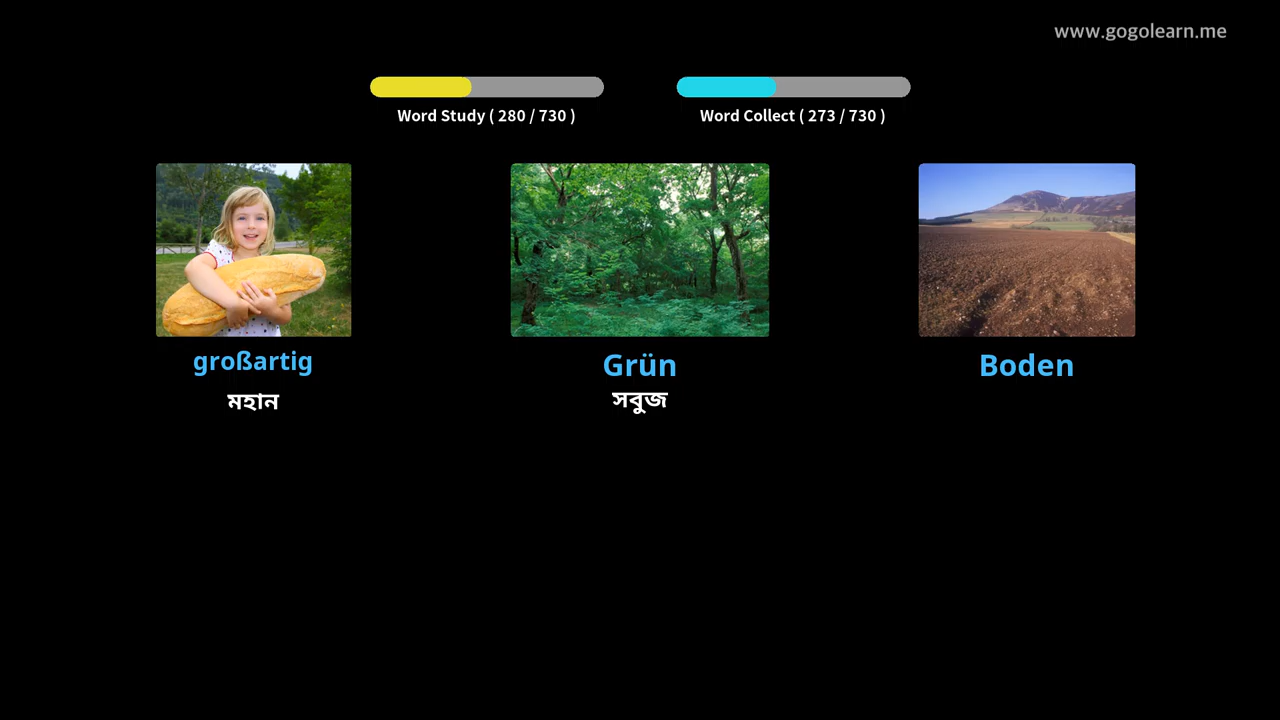 www.gogolearn.me
Word Study ( 280 / 730 )
Word Collect ( 273 / 730 )
großartig
মহান
Grün
সবুজ
Boden